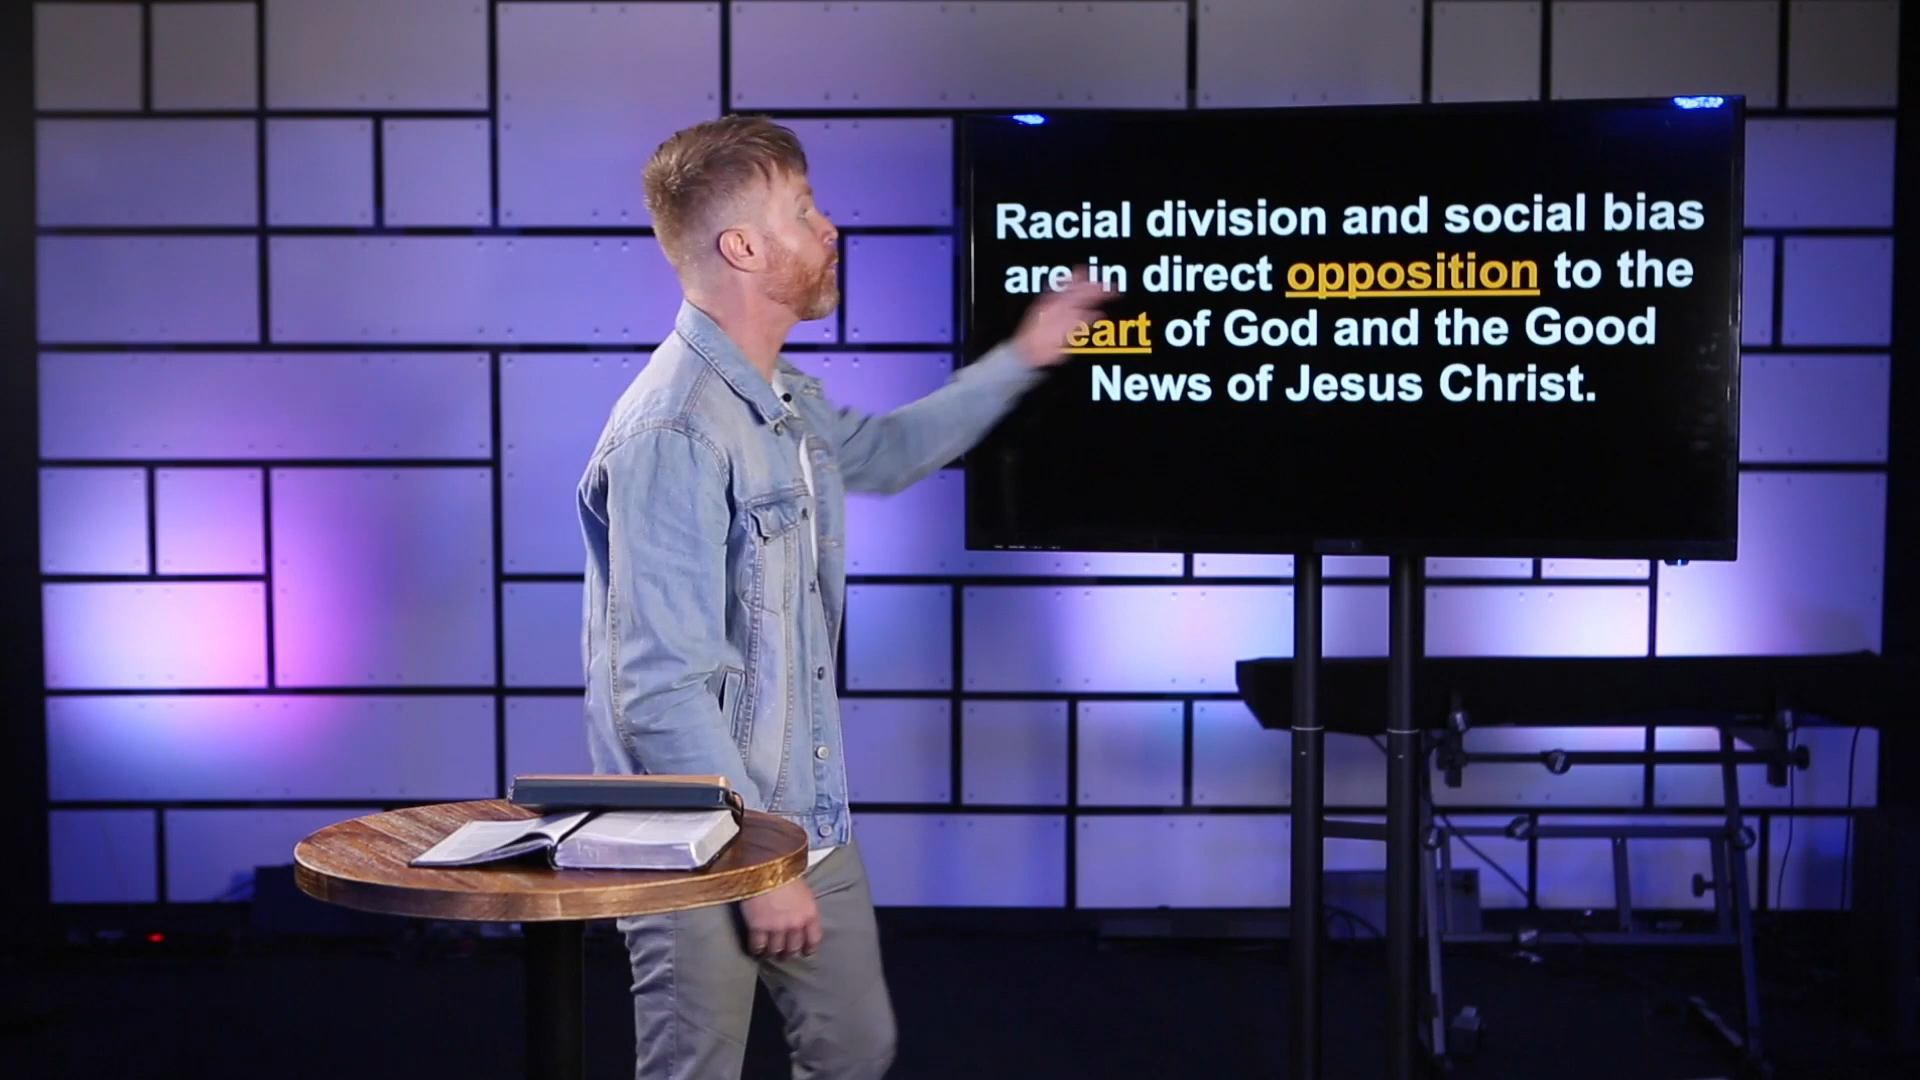 Racial division and social bias
are in direct opposition to the
heart of God and the Good
News of Jesus Christ.